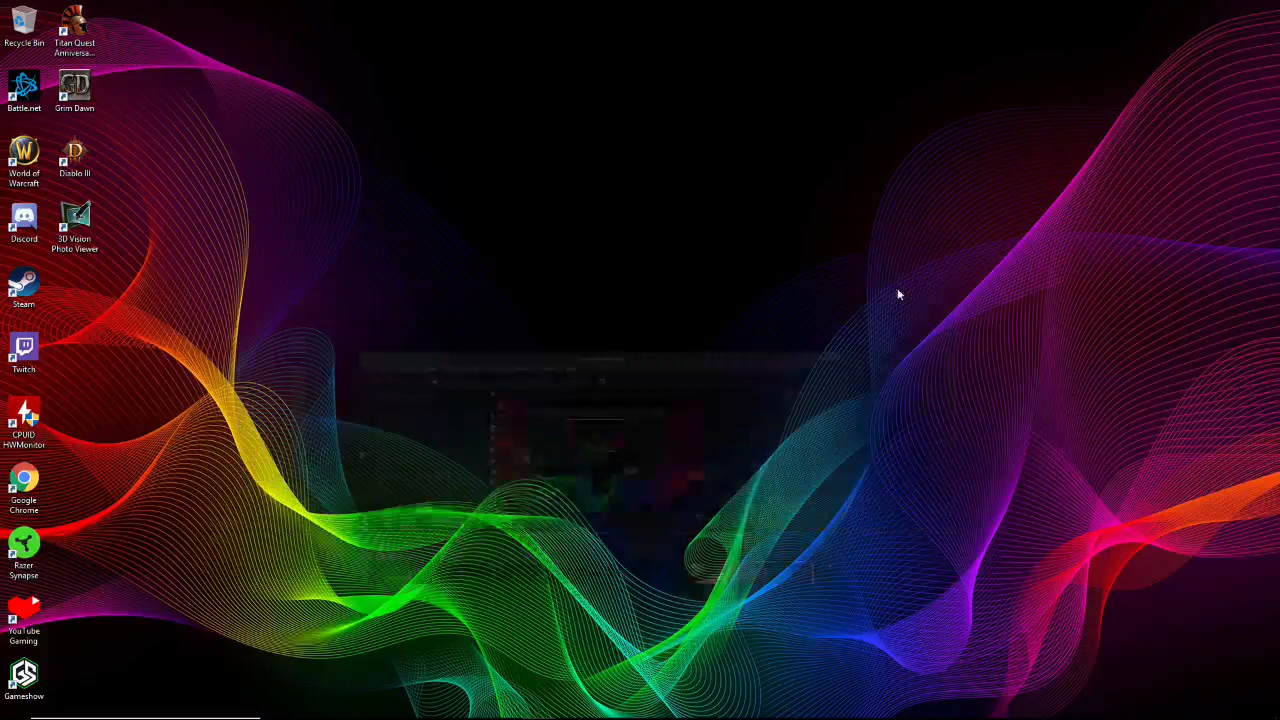 Recycle Bin
Titan Quest
Anniversa...
Battle.net
Grim Dawn
GD
World of
Warcraft
Diablo III
Discord
3D Vision
Photo Viewer
Steam
Twitch
CPUID
HWMonitor
Google
Chrome
Razer
Synapse
YouTube
Gaming
Gameshow